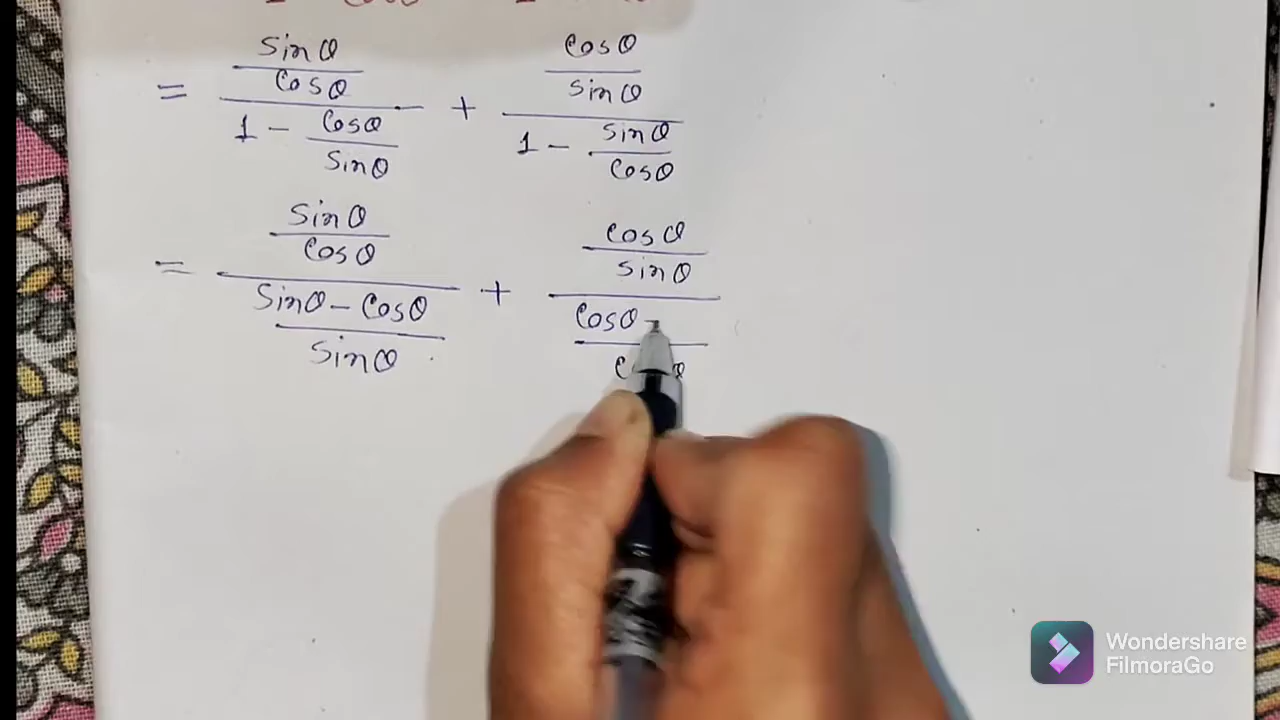 = sinθ/cosθ / 1 - cosθ/sinθ + cosθ/sinθ / 1 - sinθ/cosθ
= sinθ/cosθ / sinθ - cosθ/sinθ + cosθ/sinθ / cosθ -
Wondershare
FilmoraGo